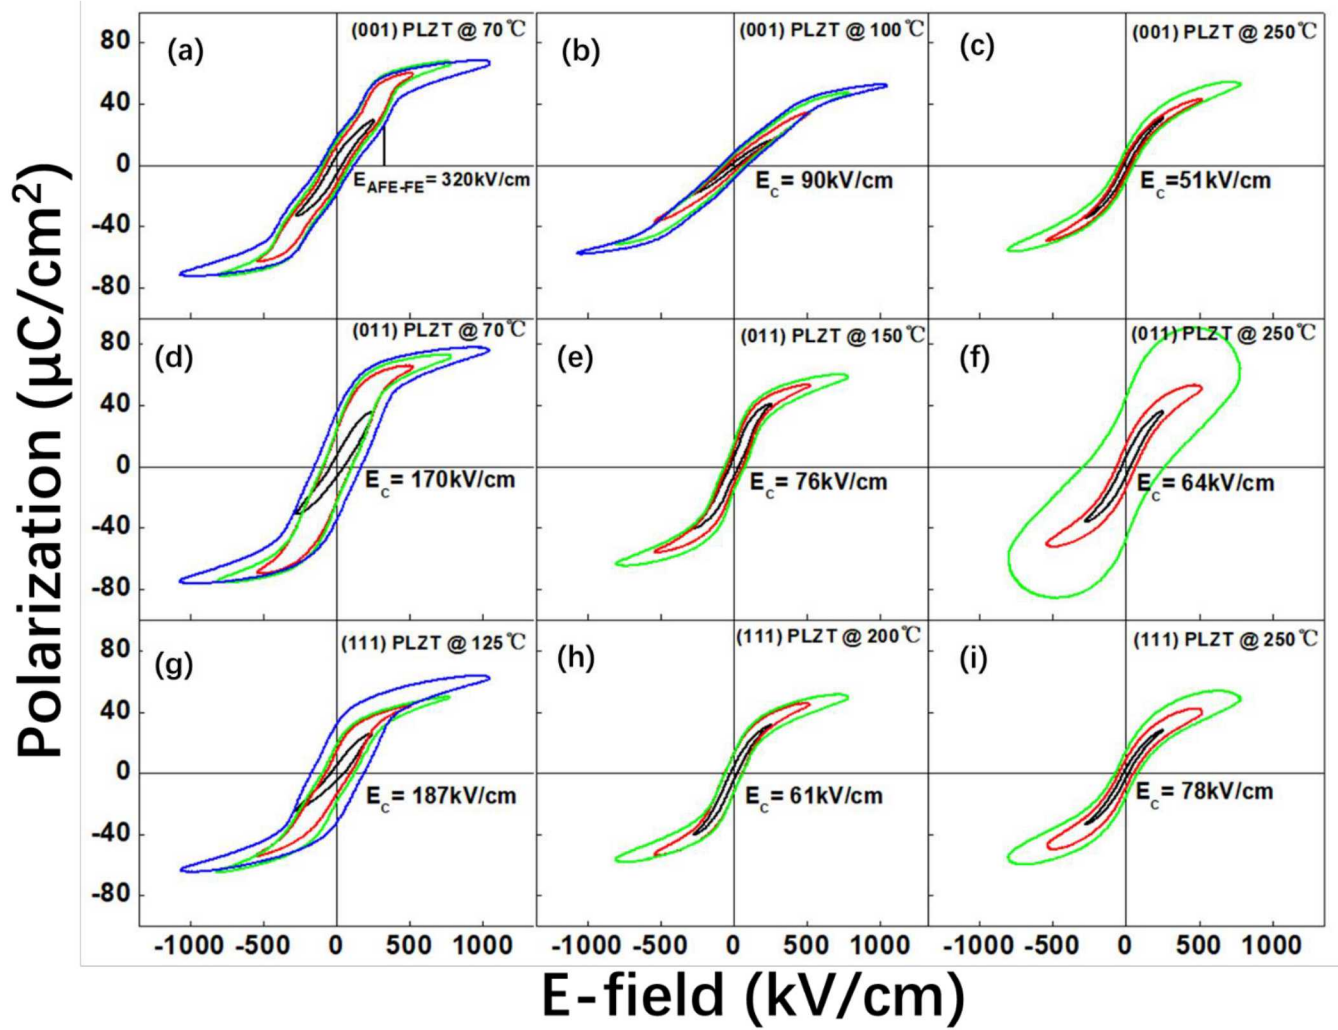 Polarization (μC/cm²)
80
40
0
-40
-80
(a)
(001) PLZT @ 70℃
E_AFE-FE = 320kV/cm
(b)
(001) PLZT @ 100℃
E_c = 90kV/cm
(c)
(001) PLZT @ 250℃
E_c=51kV/cm
80
40
0
-40
-80
(d)
(011) PLZT @ 70℃
E_c = 170kV/cm
(e)
(011) PLZT @ 150℃
E_c = 76kV/cm
(f)
(011) PLZT @ 250℃
E_c = 64kV/cm
80
40
0
-40
-80
(g)
(111) PLZT @ 125℃
E_c = 187kV/cm
(h)
(111) PLZT @ 200℃
E_c = 61kV/cm
(i)
(111) PLZT @ 250℃
E_c = 78kV/cm
-1000 -500 0 500 1000
-1000 -500 0 500 1000
-1000 -500 0 500 1000
E-field (kV/cm)